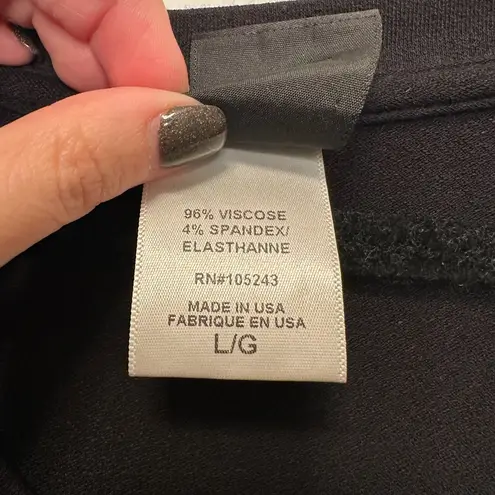 96% VISCOSE
4% SPANDEX/
ELASTHANNE
RN#105243
MADE IN USA
FABRIQUE EN USA
L/G